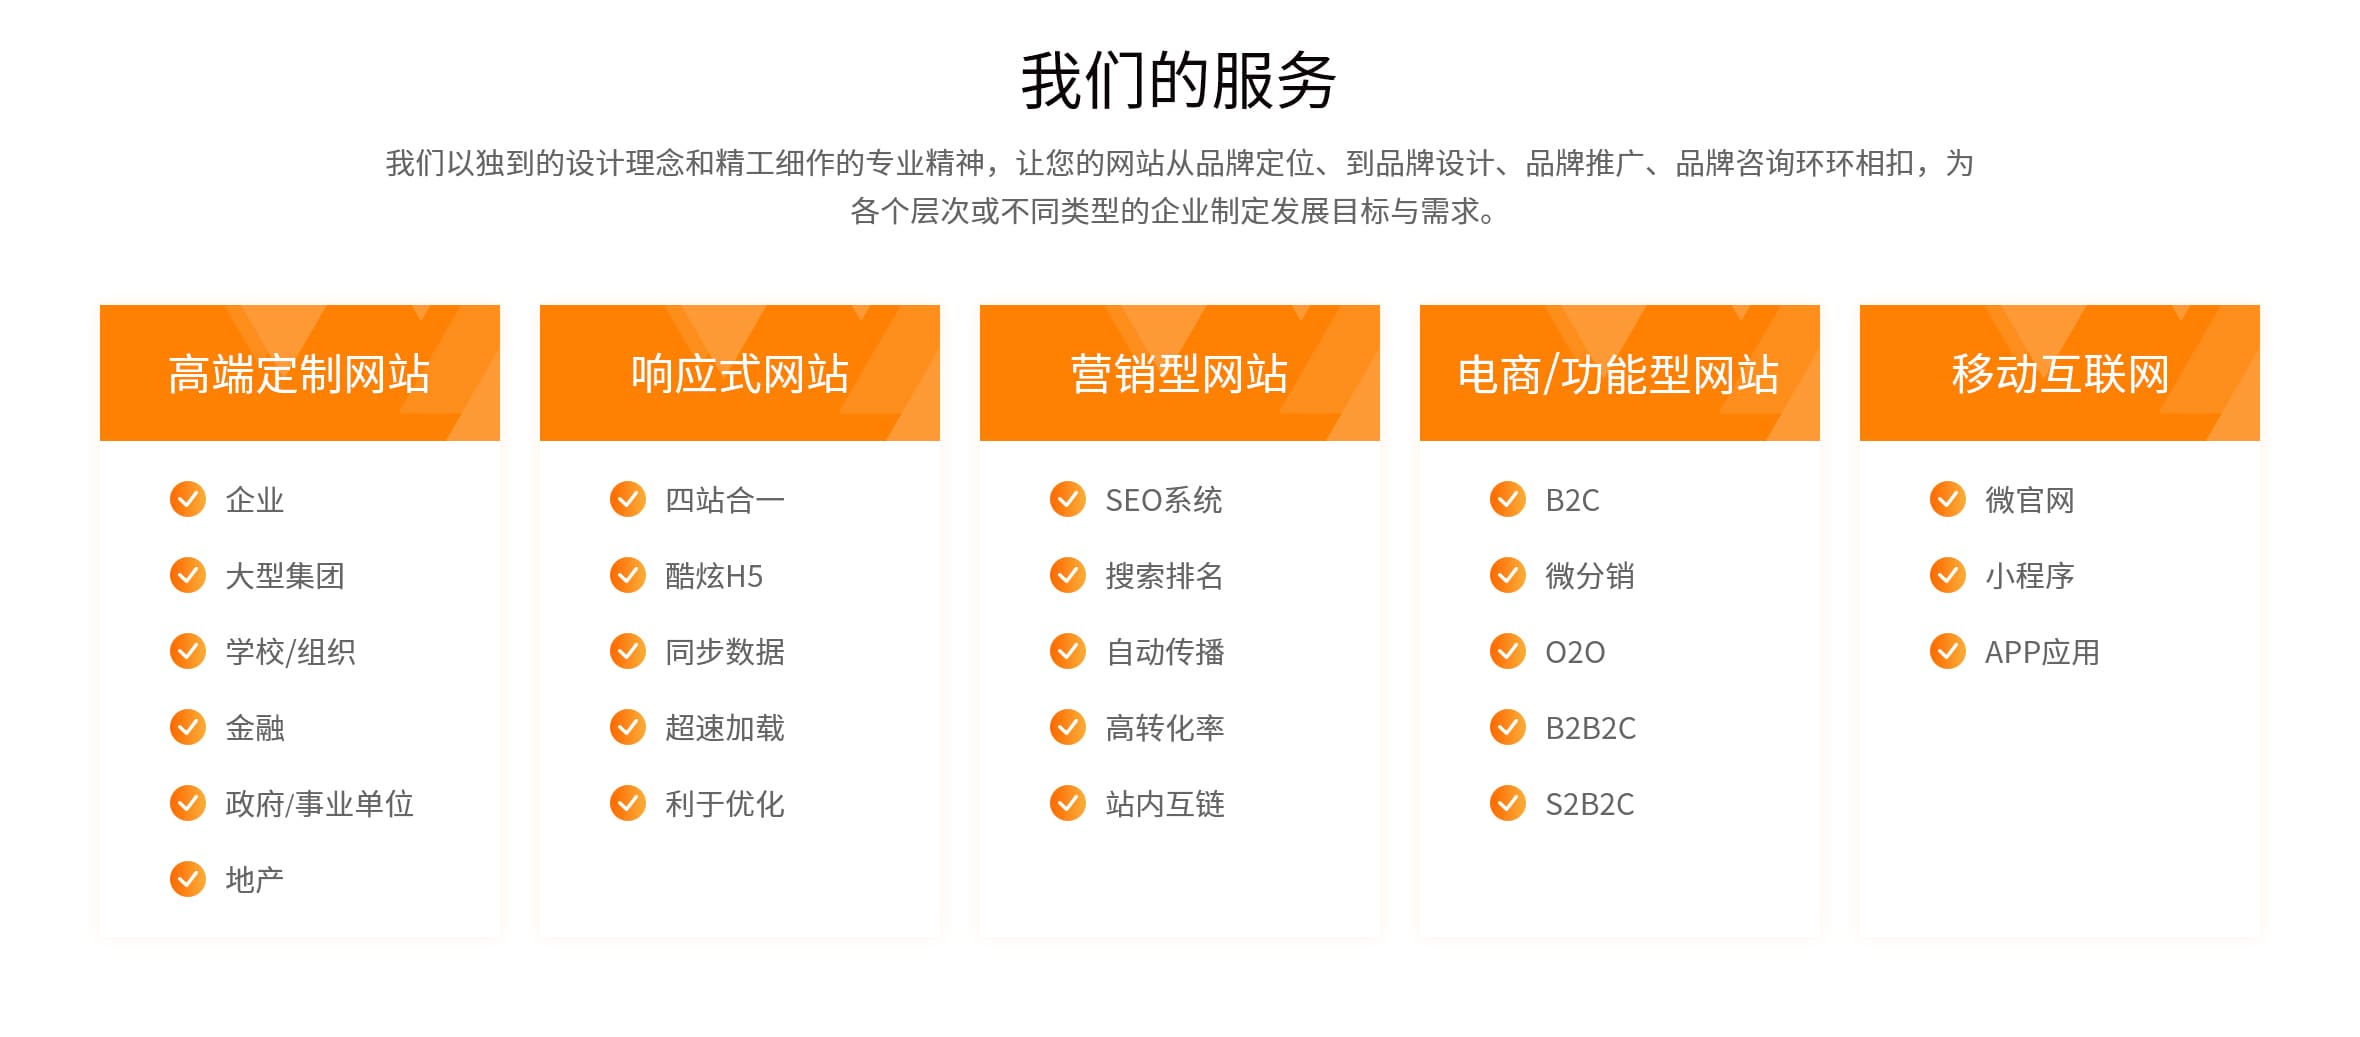 我们的服务
我们以独到的设计理念和精工细作的专业精神，让您的网站从品牌定位、到品牌设计、品牌推广、品牌咨询环环相扣，为
各个层次或不同类型的企业制定发展目标与需求。
高端定制网站
企业
大型集团
学校/组织
金融
政府/事业单位
地产
响应式网站
四站合一
酷炫H5
同步数据
超速加载
利于优化
营销型网站
SEO系统
搜索排名
自动传播
高转化率
站内互链
电商/功能型网站
B2C
微分销
O2O
B2B2C
S2B2C
移动互联网
微官网
小程序
APP应用